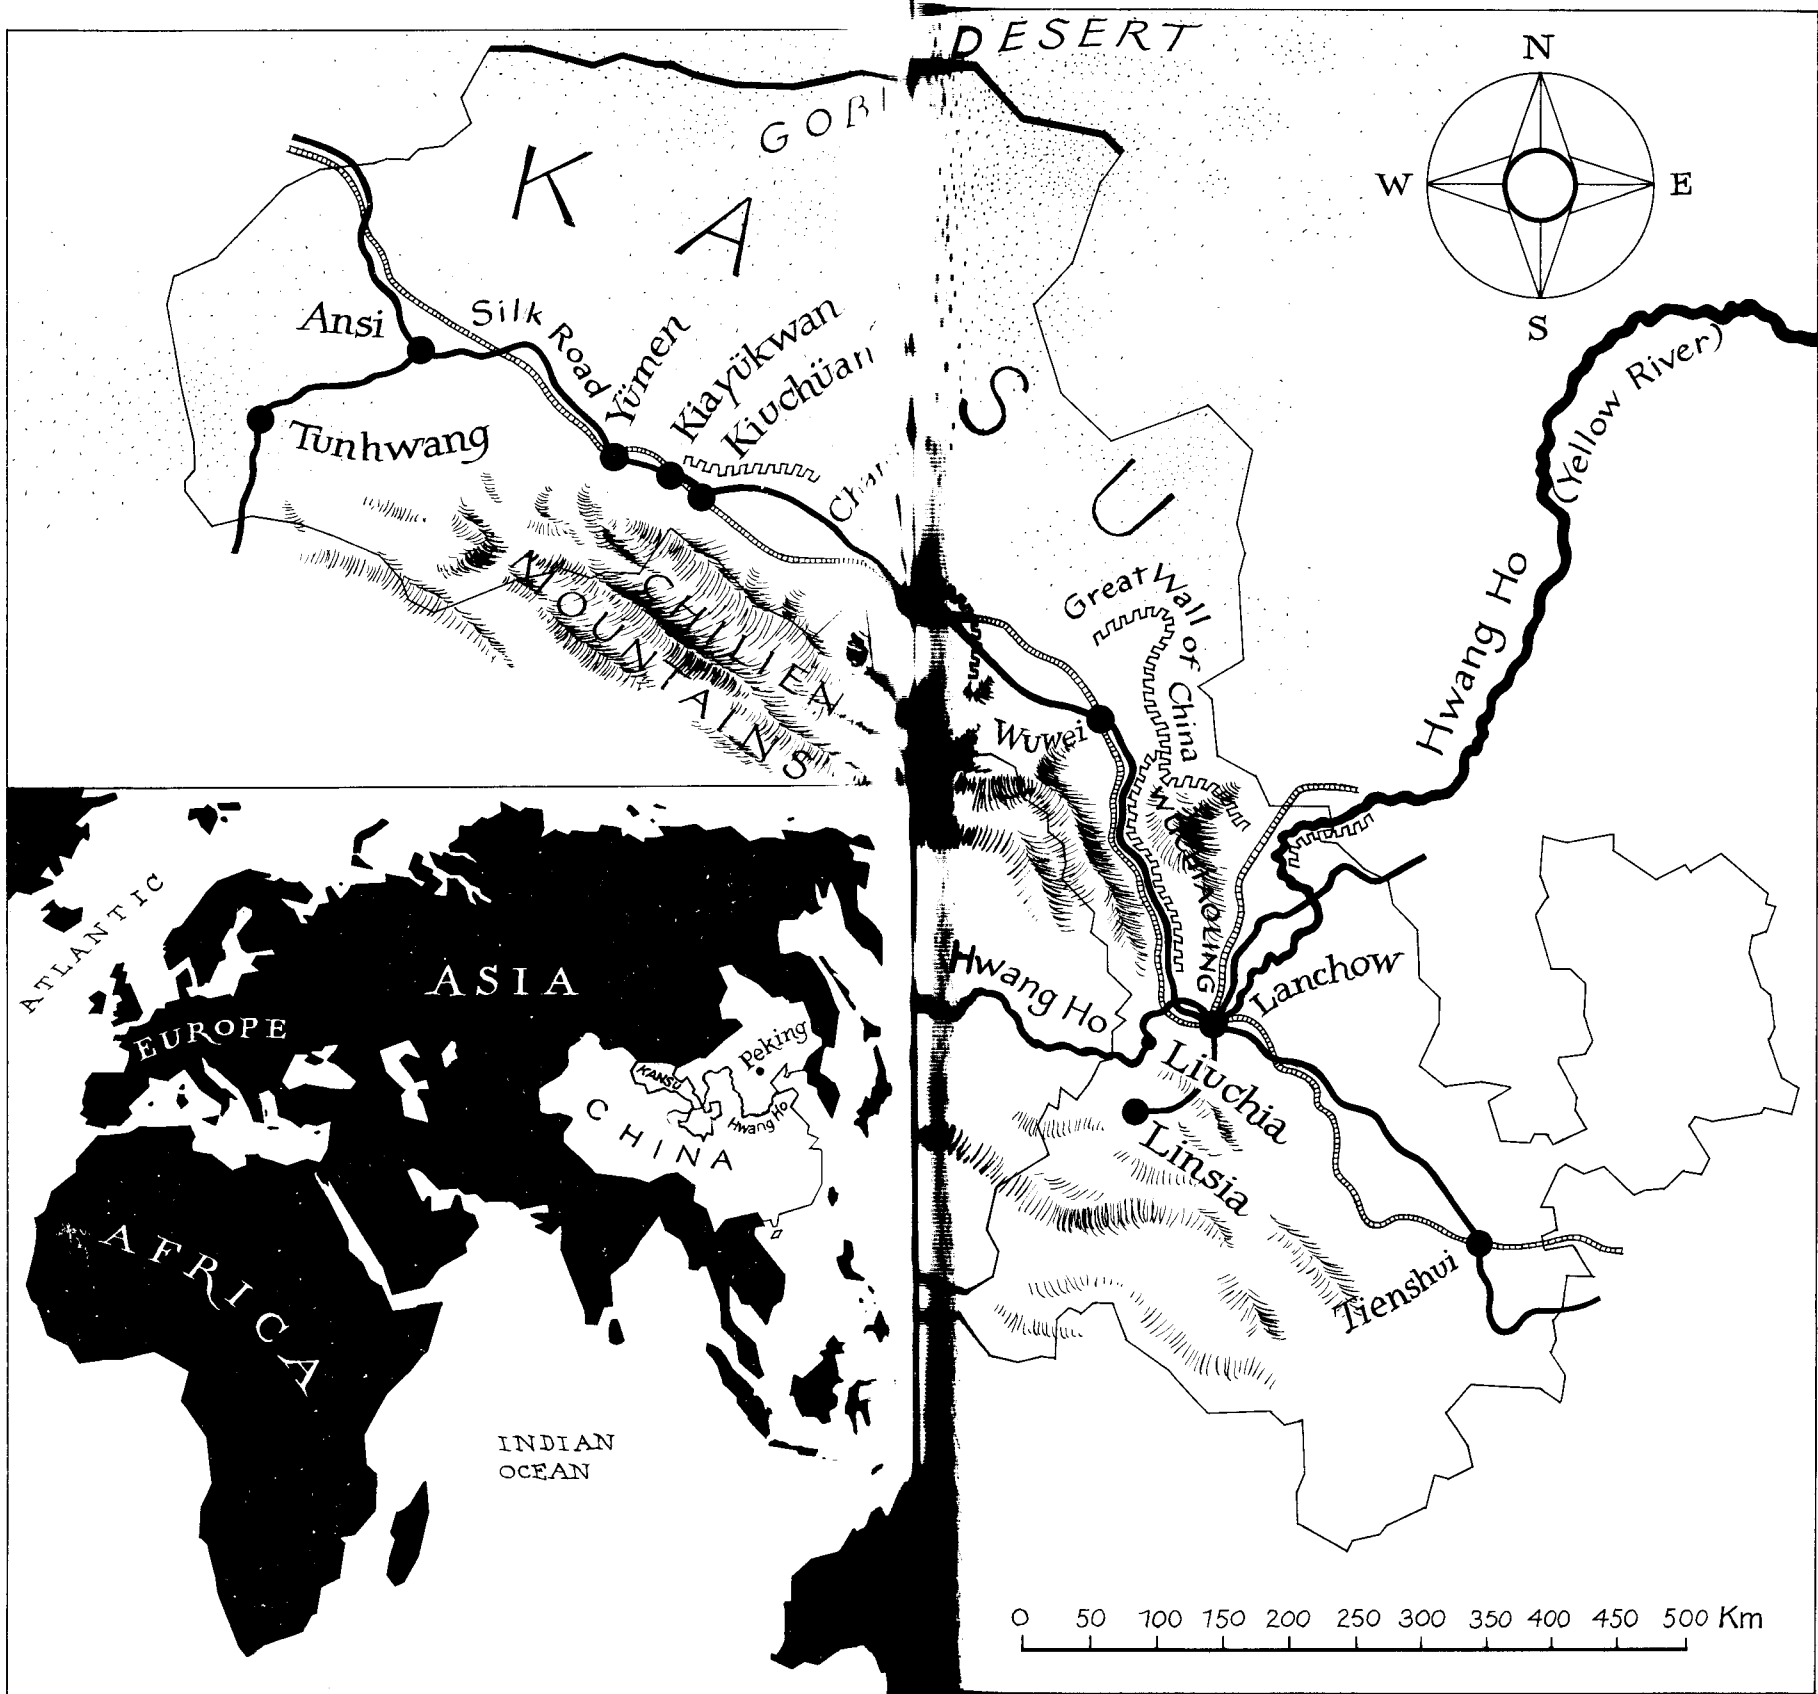 DESERT
GOBI
N
W
E
S
K A
S U
Ansi
Silk Road
Yümen
Kiayükwan
Kiuchüan
Tunhwang
CHILIEN
MOUNTAINS
Great Wall of China
Wuwei
Hwang Ho
(Yellow River)
Hwang Ho
Lanchow
Liuchia
Linsia
Tienshui
ATLANTIC
EUROPE
ASIA
AFRICA
CHINA
KANSU
Peking
Hwang Ho
INDIAN
OCEAN
0 50 100 150 200 250 300 350 400 450 500 Km